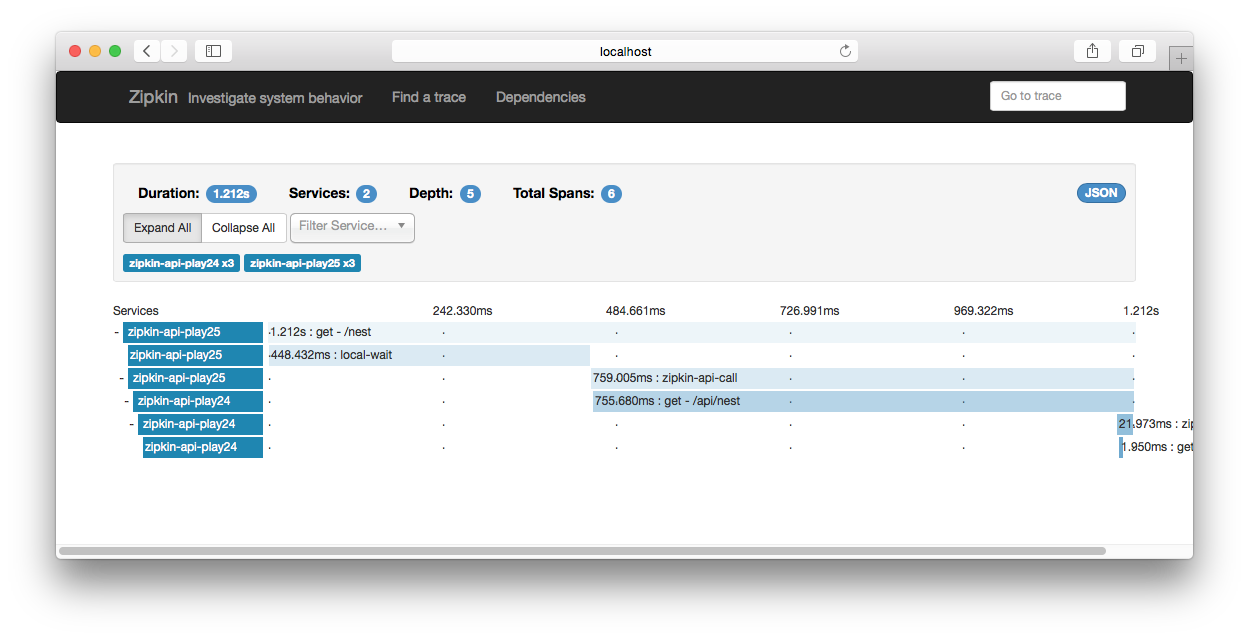 localhost
Zipkin Investigate system behavior Find a trace Dependencies Go to trace
Duration: 1.212s Services: 2 Depth: 5 Total Spans: 6 JSON
Expand All Collapse All Filter Service...
zipkin-api-play24 x3 zipkin-api-play25 x3
Services 242.330ms 484.661ms 726.991ms 969.322ms 1.212s
- zipkin-api-play25 1.212s : get - /nest
zipkin-api-play25 448.432ms : local-wait
- zipkin-api-play25 759.005ms : zipkin-api-call
- zipkin-api-play24 755.680ms : get - /api/nest
- zipkin-api-play24 21.973ms : zip
zipkin-api-play24 1.950ms : get